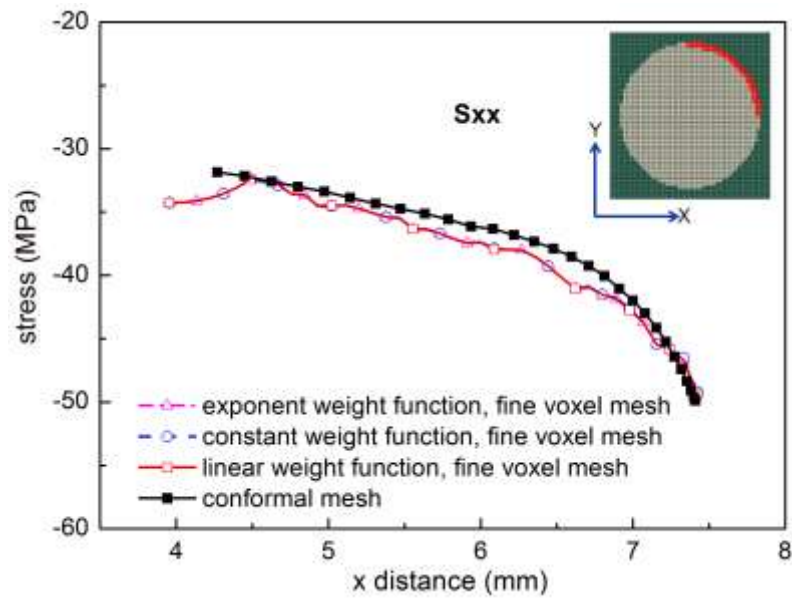 -20
-30
-40
-50
-60
stress (MPa)
Sxx
Y
X
exponent weight function, fine voxel mesh
constant weight function, fine voxel mesh
linear weight function, fine voxel mesh
conformal mesh
4 5 6 7 8
x distance (mm)